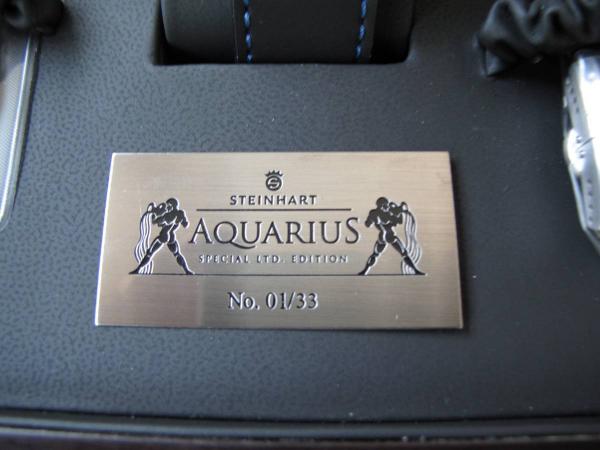 STEINHART
AQUARIUS
SPECIAL LTD. EDITION
No. 01/33